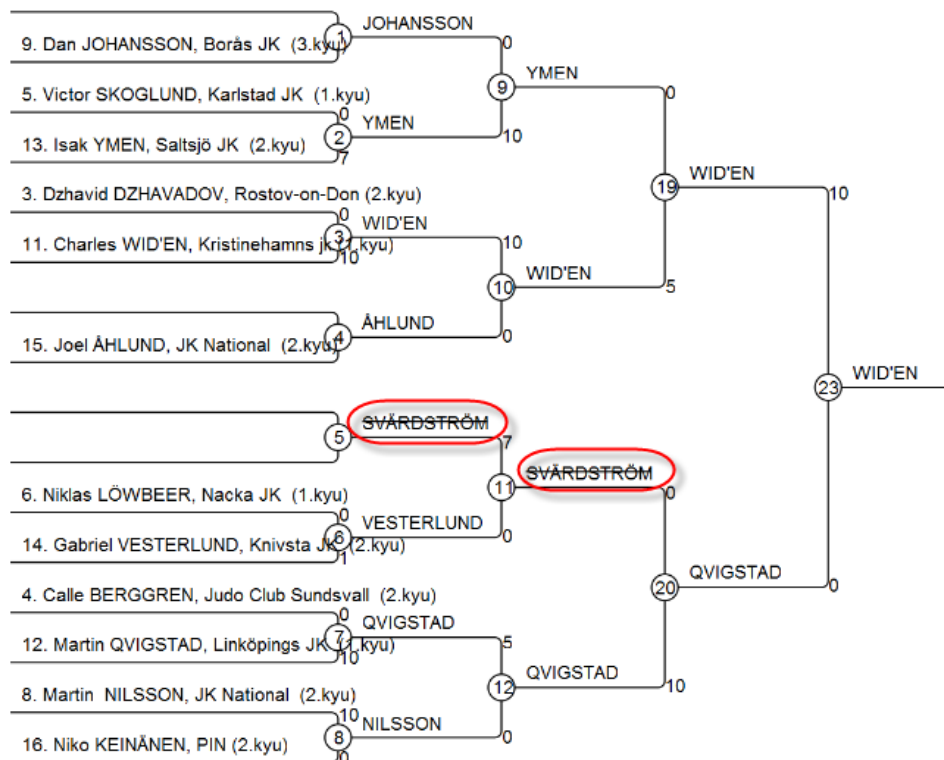 JOHANSSON
9. Dan JOHANSSON, Borås JK (3.kyu)
1
0
YMEN
9
5. Victor SKOGLUND, Karlstad JK (1.kyu)
0
0
YMEN
2
10
13. Isak YMEN, Saltsjö JK (2.kyu)
7
WID'EN
19
10
3. Dzhavid DZHAVADOV, Rostov-on-Don (2.kyu)
0
WID'EN
3
11. Charles WID'EN, Kristinehamns jk (1.kyu)
10
10
WID'EN
10
5
ÅHLUND
0
4
15. Joel ÅHLUND, JK National (2.kyu)
WID'EN
23
SVÄRDSTRÖM
5
7
SVÄRDSTRÖM
11
0
6. Niklas LÖWBEER, Nacka JK (1.kyu)
0
VESTERLUND
6
0
14. Gabriel VESTERLUND, Knivsta JK (2.kyu)
1
QVIGSTAD
20
0
4. Calle BERGGREN, Judo Club Sundsvall (2.kyu)
0
QVIGSTAD
7
5
12. Martin QVIGSTAD, Linköpings JK (1.kyu)
10
QVIGSTAD
12
10
8. Martin NILSSON, JK National (2.kyu)
10
NILSSON
8
0
16. Niko KEINÄNEN, PIN (2.kyu)
0